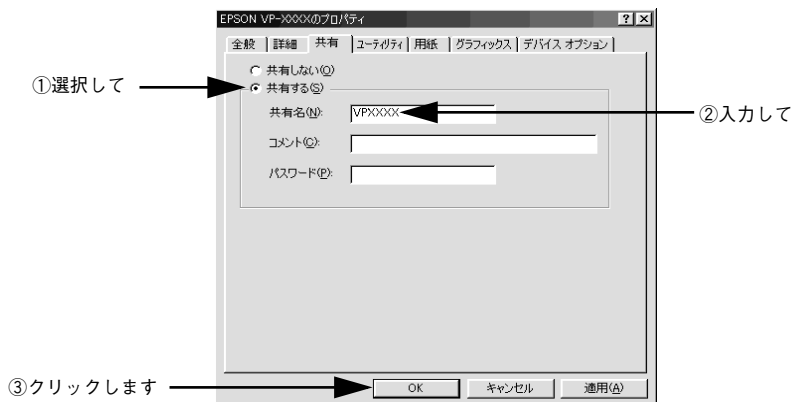 EPSON VP-XXXXのプロパティ
全般 詳細 共有 ユーティリティ 用紙 グラフィックス デバイス オプション
共有しない(O)
①選択して
共有する(S)
共有名(N): VPXXXX
②入力して
コメント(C):
パスワード(P):
③クリックします
OK キャンセル 適用(A)